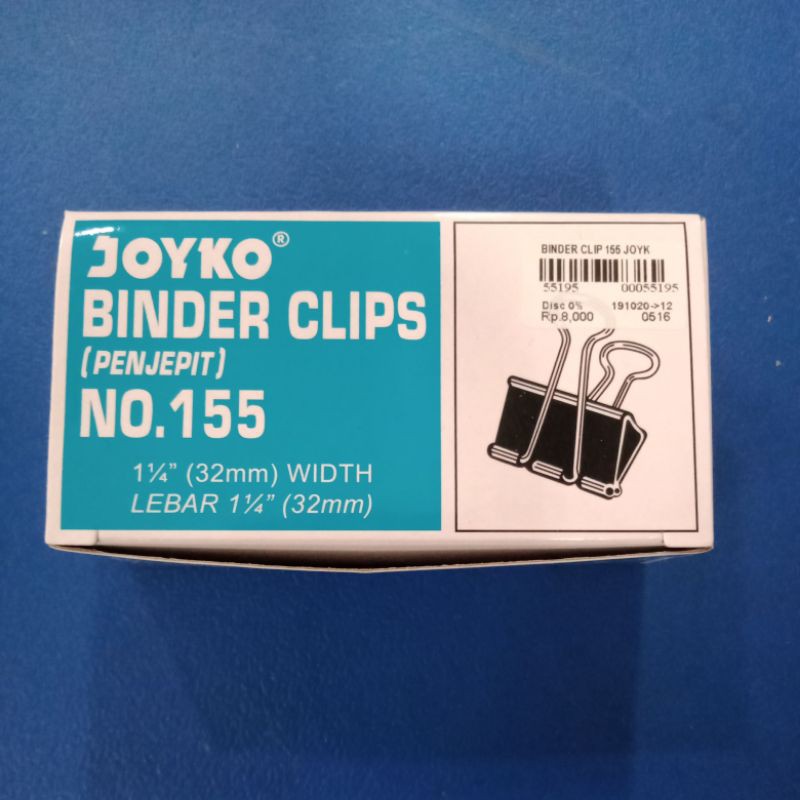 JOYKO®
BINDER CLIPS
(PENJEPIT)
NO.155
1¼" (32mm) WIDTH
LEBAR 1¼" (32mm)
BINDER CLIP 155 JOYK
55195 00055195
Disc 0% 191020->12
Rp.8,000 0516